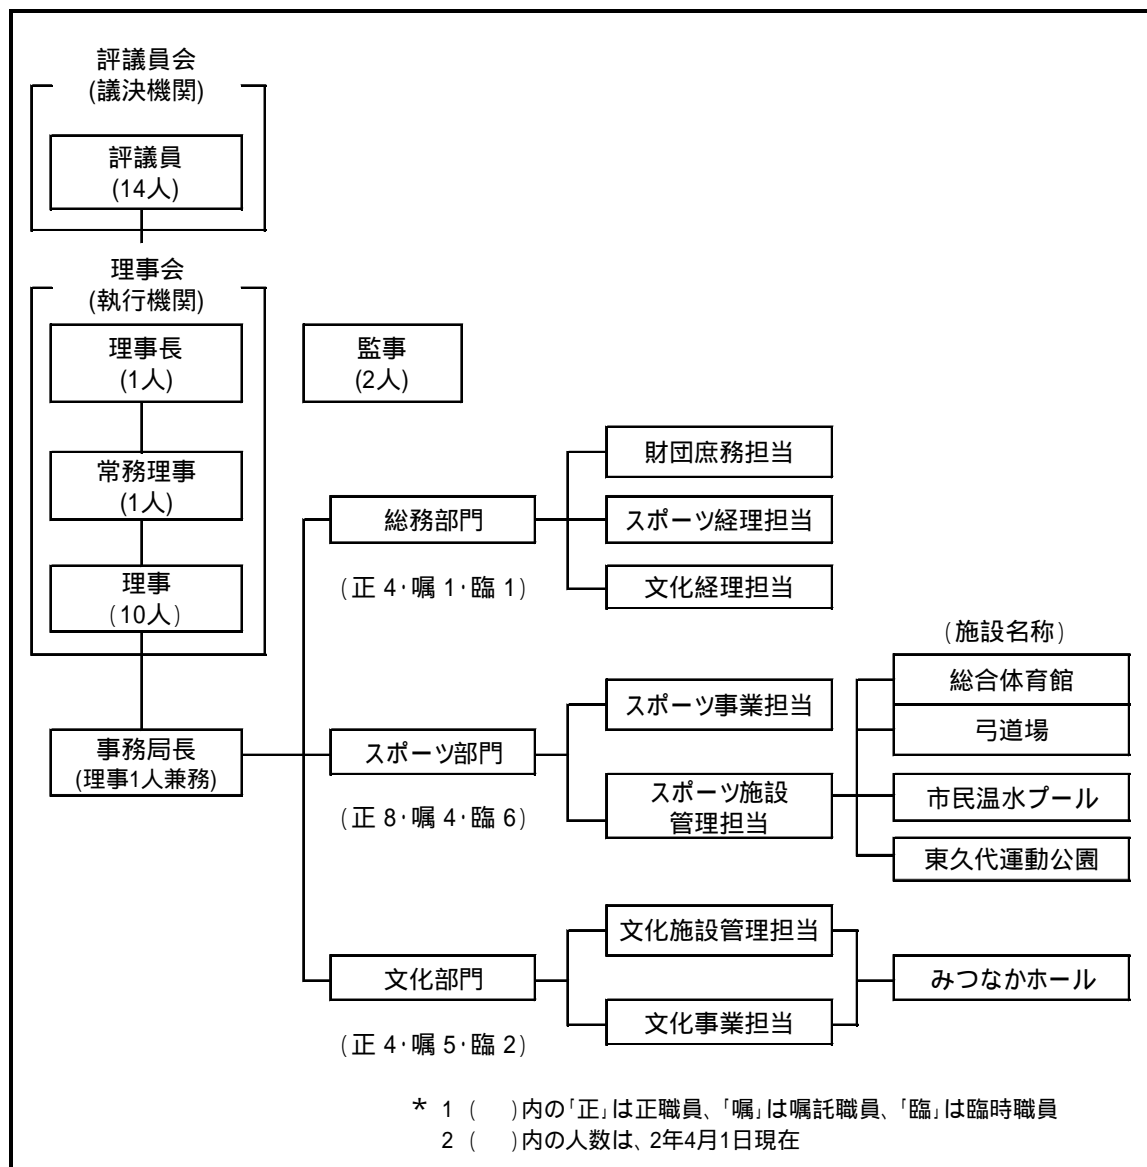 評議員会
(議決機関)
評議員
(14人)
理事会
(執行機関)
理事長
(1人)
監事
(2人)
常務理事
(1人)
理事
(10人)
事務局長
(理事1人兼務)
総務部門
(正 4･嘱 1･臨 1)
財団庶務担当
スポーツ経理担当
文化経理担当
スポーツ部門
(正 8･嘱 4･臨 6)
スポーツ事業担当
スポーツ施設
管理担当
(施設名称)
総合体育館
弓道場
市民温水プール
東久代運動公園
文化部門
(正 4･嘱 5･臨 2)
文化施設管理担当
文化事業担当
みつなかホール
* 1 (　　)内の｢正｣は正職員、｢嘱｣は嘱託職員、｢臨｣は臨時職員
2 (　　)内の人数は、2年4月1日現在